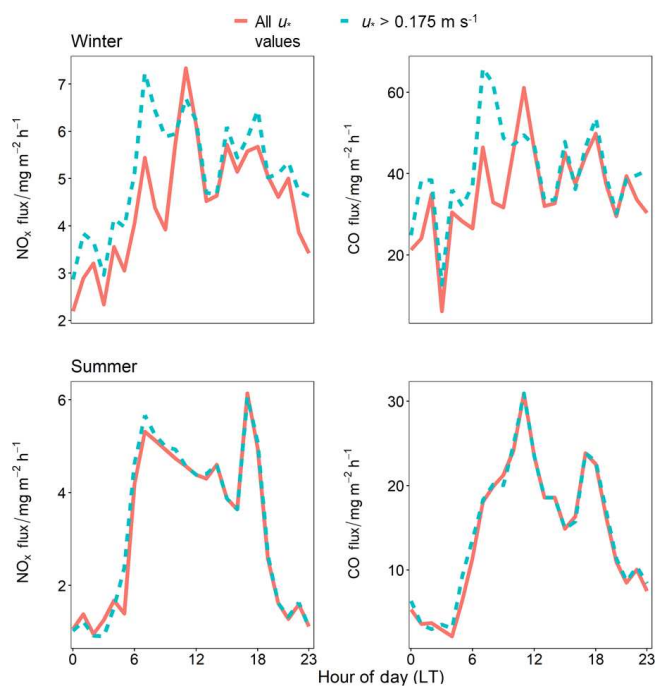 All u* values
u* > 0.175 m s⁻¹
Winter
NOx flux/mg m⁻² h⁻¹
7
6
5
4
3
2
CO flux/mg m⁻² h⁻¹
60
40
20
Summer
NOx flux/mg m⁻² h⁻¹
6
4
2
0 6 12 18 23
CO flux/mg m⁻² h⁻¹
30
20
10
0 6 12 18 23
Hour of day (LT)